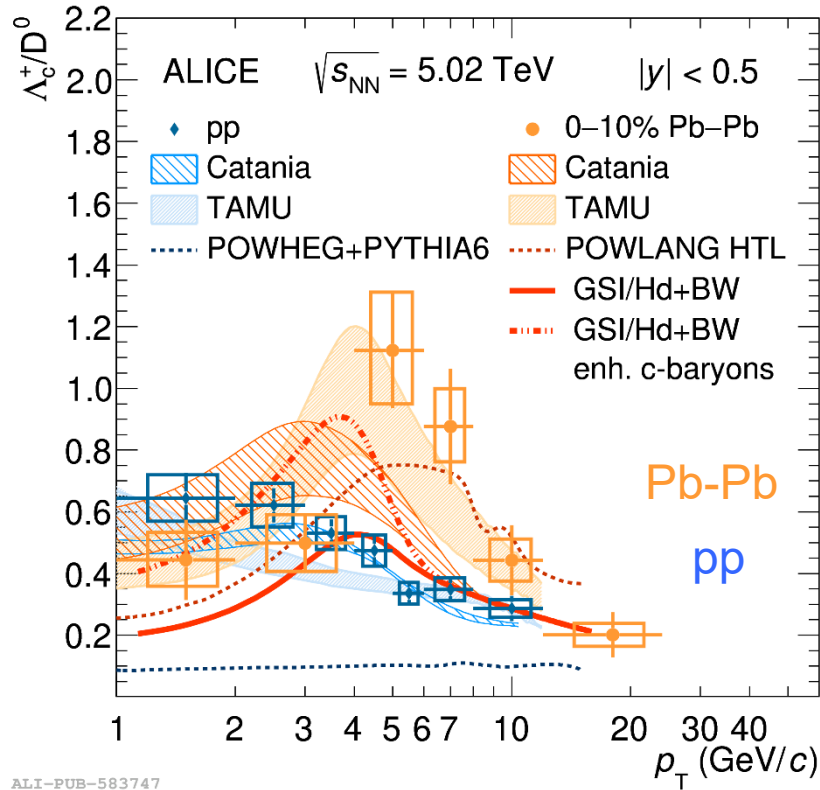 Λc+/D0
2.2
2.0
1.8
1.6
1.4
1.2
1.0
0.8
0.6
0.4
0.2
ALICE √sNN = 5.02 TeV |y| < 0.5
pp
Catania
TAMU
POWHEG+PYTHIA6
0−10% Pb−Pb
Catania
TAMU
POWLANG HTL
GSI/Hd+BW
GSI/Hd+BW
enh. c-baryons
Pb-Pb
pp
1 2 3 4 5 6 7 10 20 30 40
pT (GeV/c)
ALI-PUB-583747